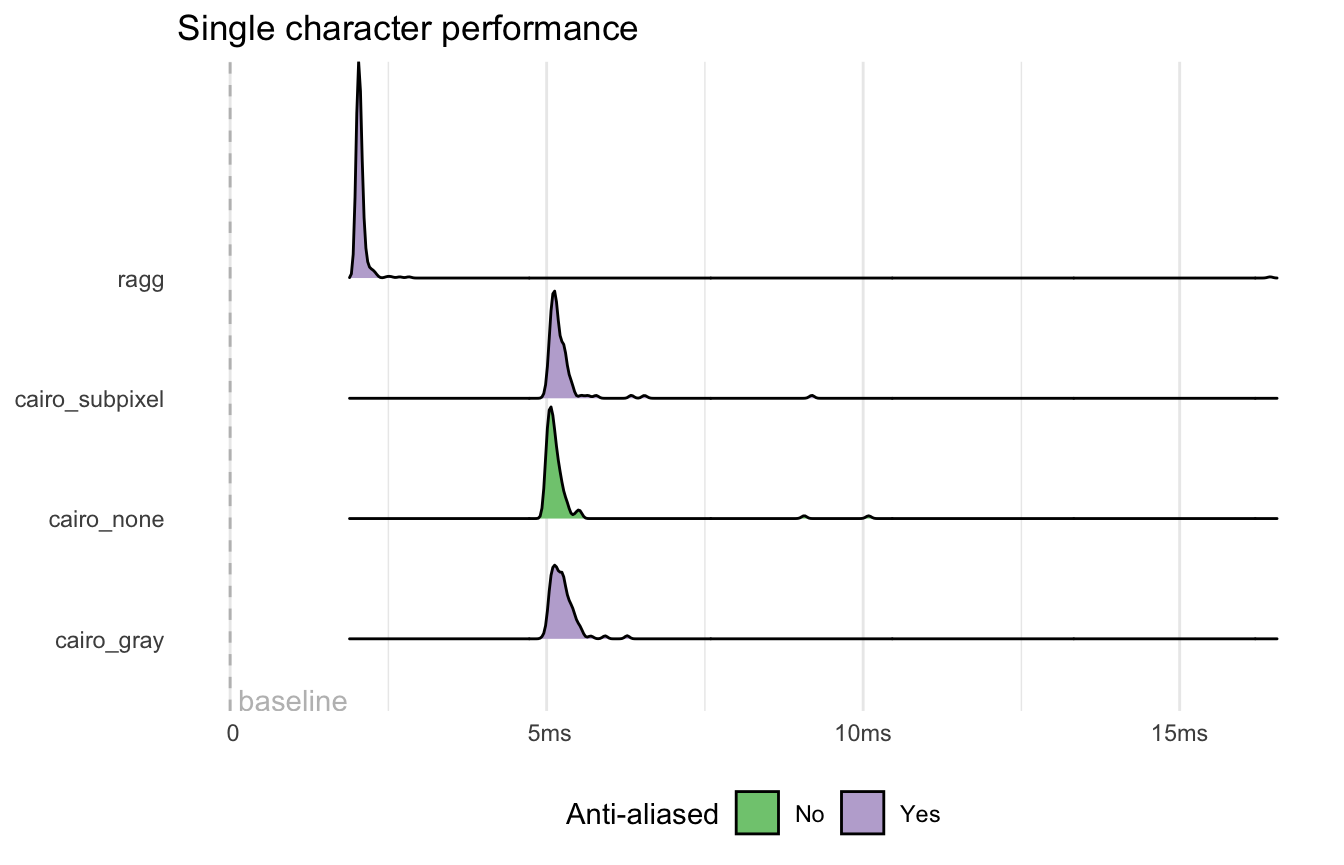 Single character performance
ragg
cairo_subpixel
cairo_none
cairo_gray
baseline
0 5ms 10ms 15ms
Anti-aliased No Yes